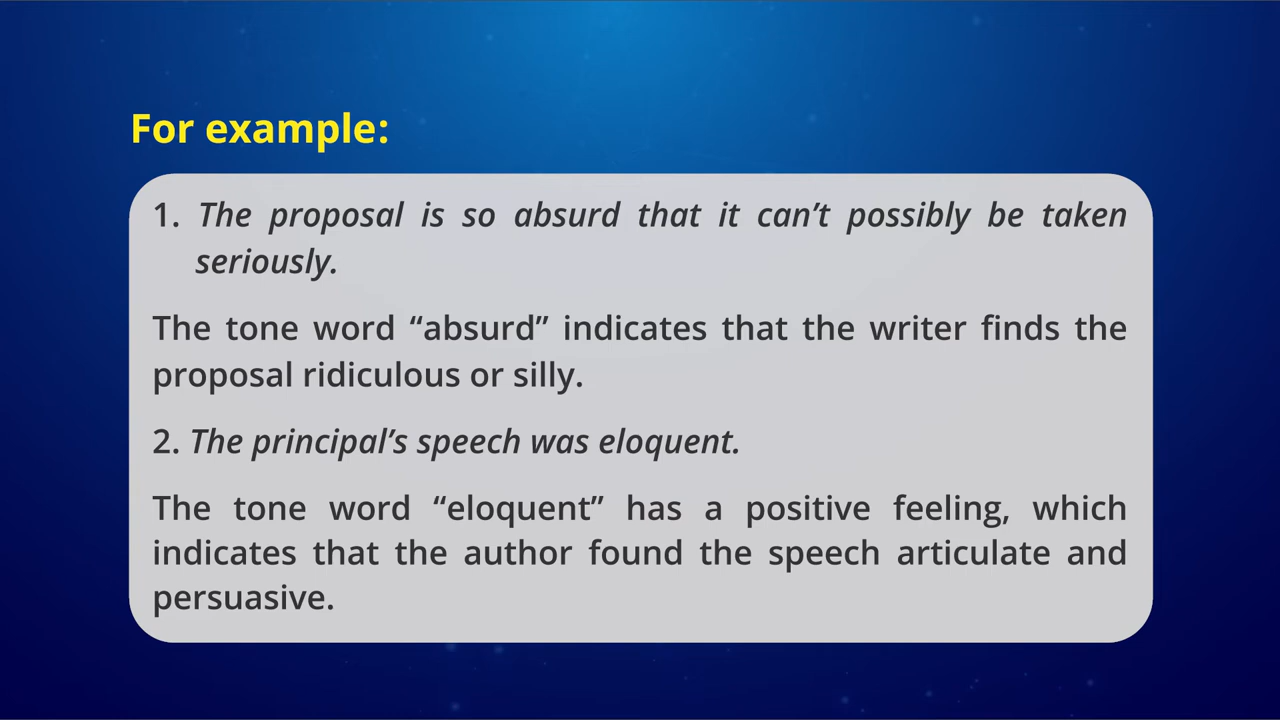 For example:
1. The proposal is so absurd that it can’t possibly be taken
seriously.
The tone word “absurd” indicates that the writer finds the
proposal ridiculous or silly.
2. The principal’s speech was eloquent.
The tone word “eloquent” has a positive feeling, which
indicates that the author found the speech articulate and
persuasive.